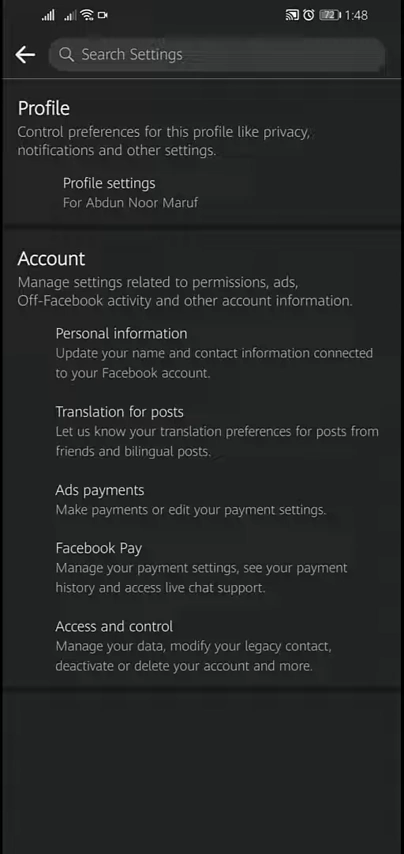 72 1:48
Search Settings
Profile
Control preferences for this profile like privacy,
notifications and other settings.
Profile settings
For Abdun Noor Maruf
Account
Manage settings related to permissions, ads,
Off-Facebook activity and other account information.
Personal information
Update your name and contact information connected
to your Facebook account.
Translation for posts
Let us know your translation preferences for posts from
friends and bilingual posts.
Ads payments
Make payments or edit your payment settings.
Facebook Pay
Manage your payment settings, see your payment
history and access live chat support.
Access and control
Manage your data, modify your legacy contact,
deactivate or delete your account and more.